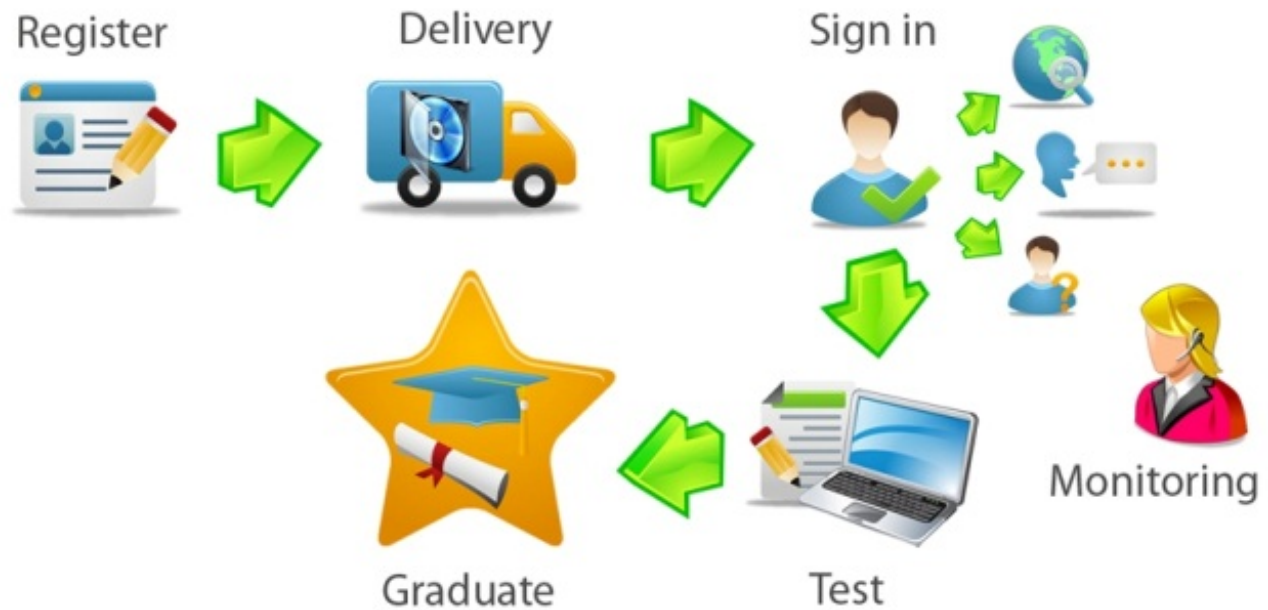 Register
Delivery
Sign in
Monitoring
Graduate
Test